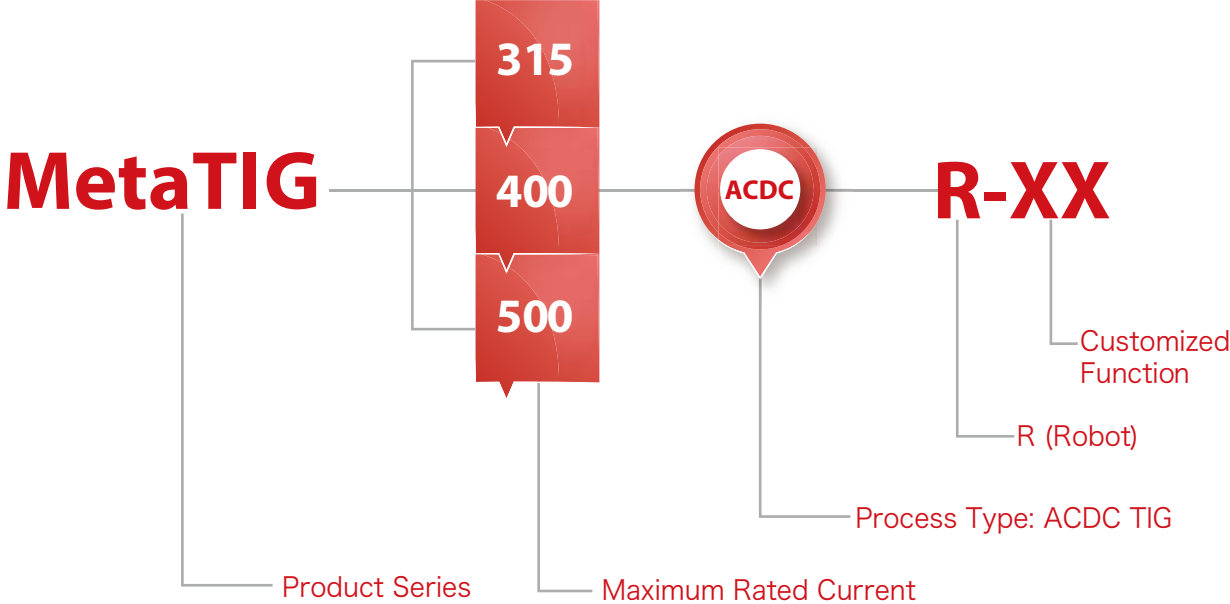 315
MetaTIG
400
ACDC
R-XX
500
Customized
Function
R (Robot)
Process Type: ACDC TIG
Product Series
Maximum Rated Current